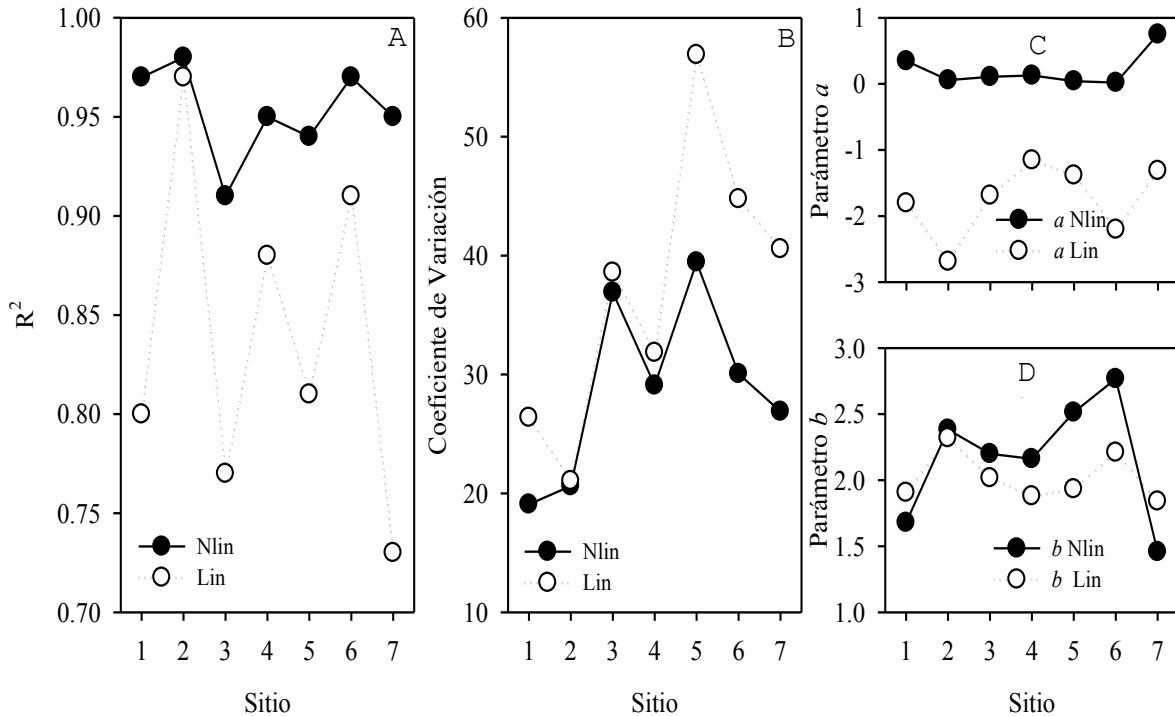 A
1.00
0.95
0.90
0.85
0.80
0.75
0.70
R2
Nlin
Lin
1 2 3 4 5 6 7
Sitio
B
60
50
40
30
20
10
Coeficiente de Variación
Nlin
Lin
1 2 3 4 5 6 7
Sitio
C
1
0
-1
-2
-3
Parámetro a
a Nlin
a Lin
D
3.0
2.5
2.0
1.5
1.0
Parámetro b
b Nlin
b Lin
1 2 3 4 5 6 7
Sitio